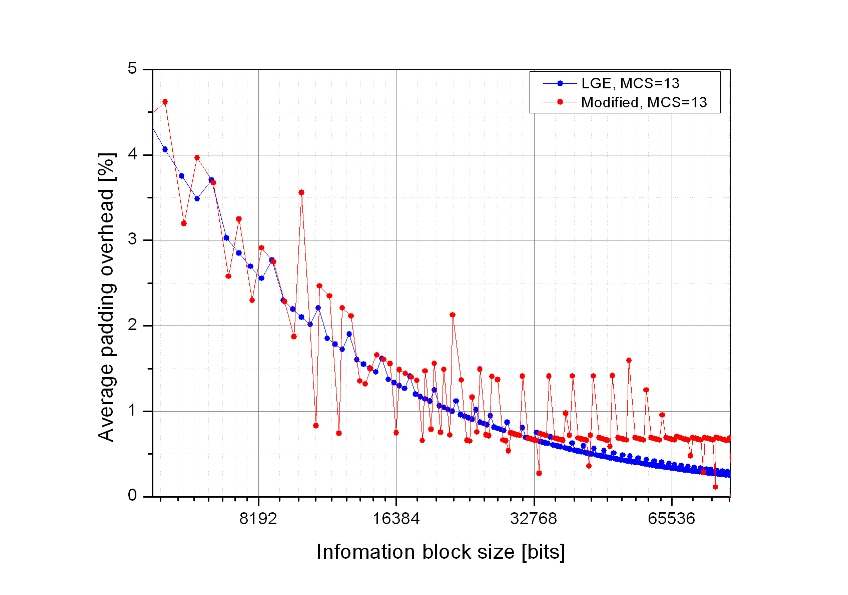 5
LGE, MCS=13
Modified, MCS=13
4
3
2
1
0
Average padding overhead [%]
8192
16384
32768
65536
Infomation block size [bits]